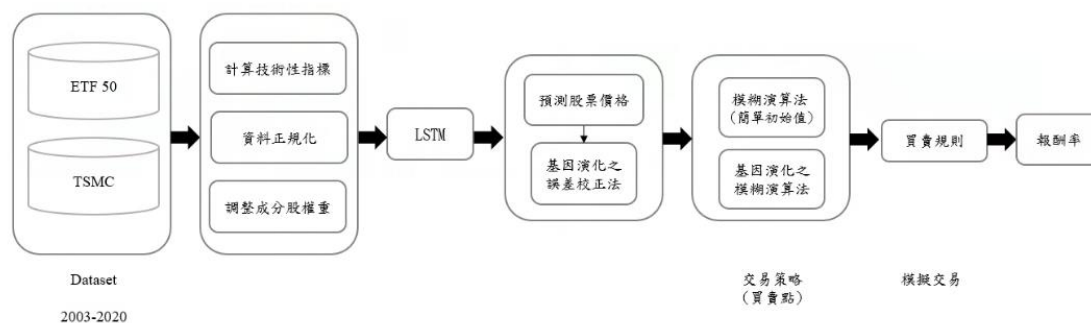 ETF 50
TSMC
Dataset
2003-2020
計算技術性指標
資料正規化
調整成分股權重
LSTM
預測股票價格
基因演化之
誤差校正法
模糊演算法
(簡單初始值)
基因演化之
模糊演算法
交易策略
(買賣點)
買賣規則
模擬交易
報酬率